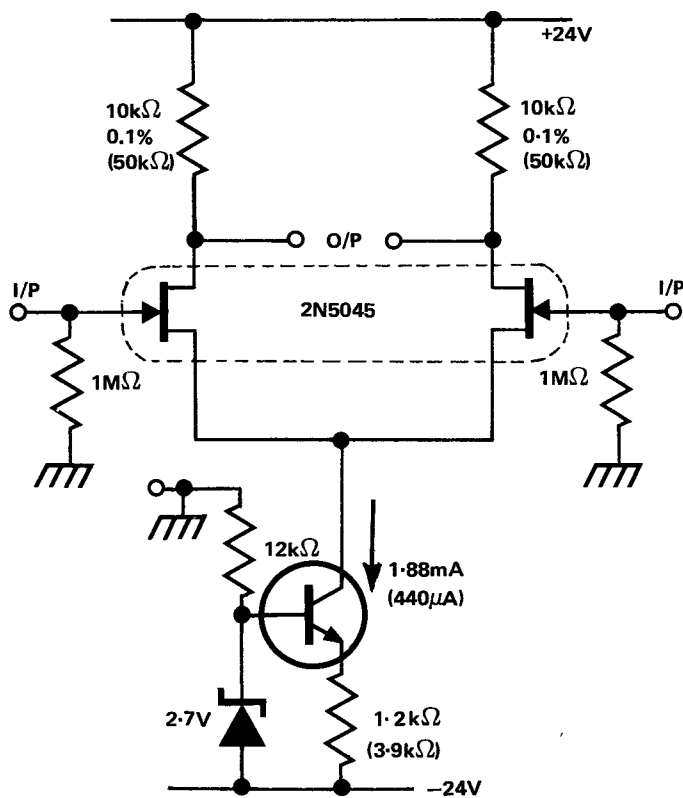 +24V
10kΩ
0.1%
(50kΩ)
10kΩ
0·1%
(50kΩ)
O/P
I/P
2N5045
I/P
1MΩ
1MΩ
12kΩ
1·88mA
(440μA)
2·7V
1·2kΩ
(3·9kΩ)
−24V